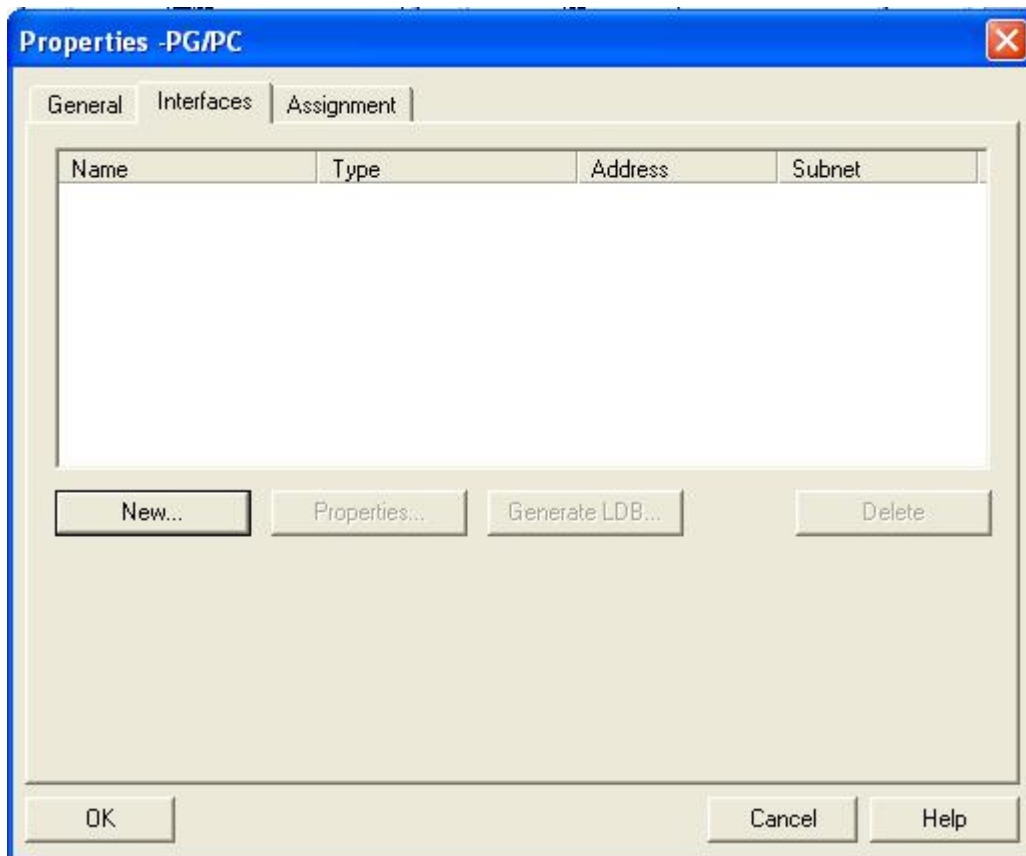 Properties -PG/PC
General Interfaces Assignment
Name Type Address Subnet
New... Properties... Generate LDB... Delete
OK Cancel Help